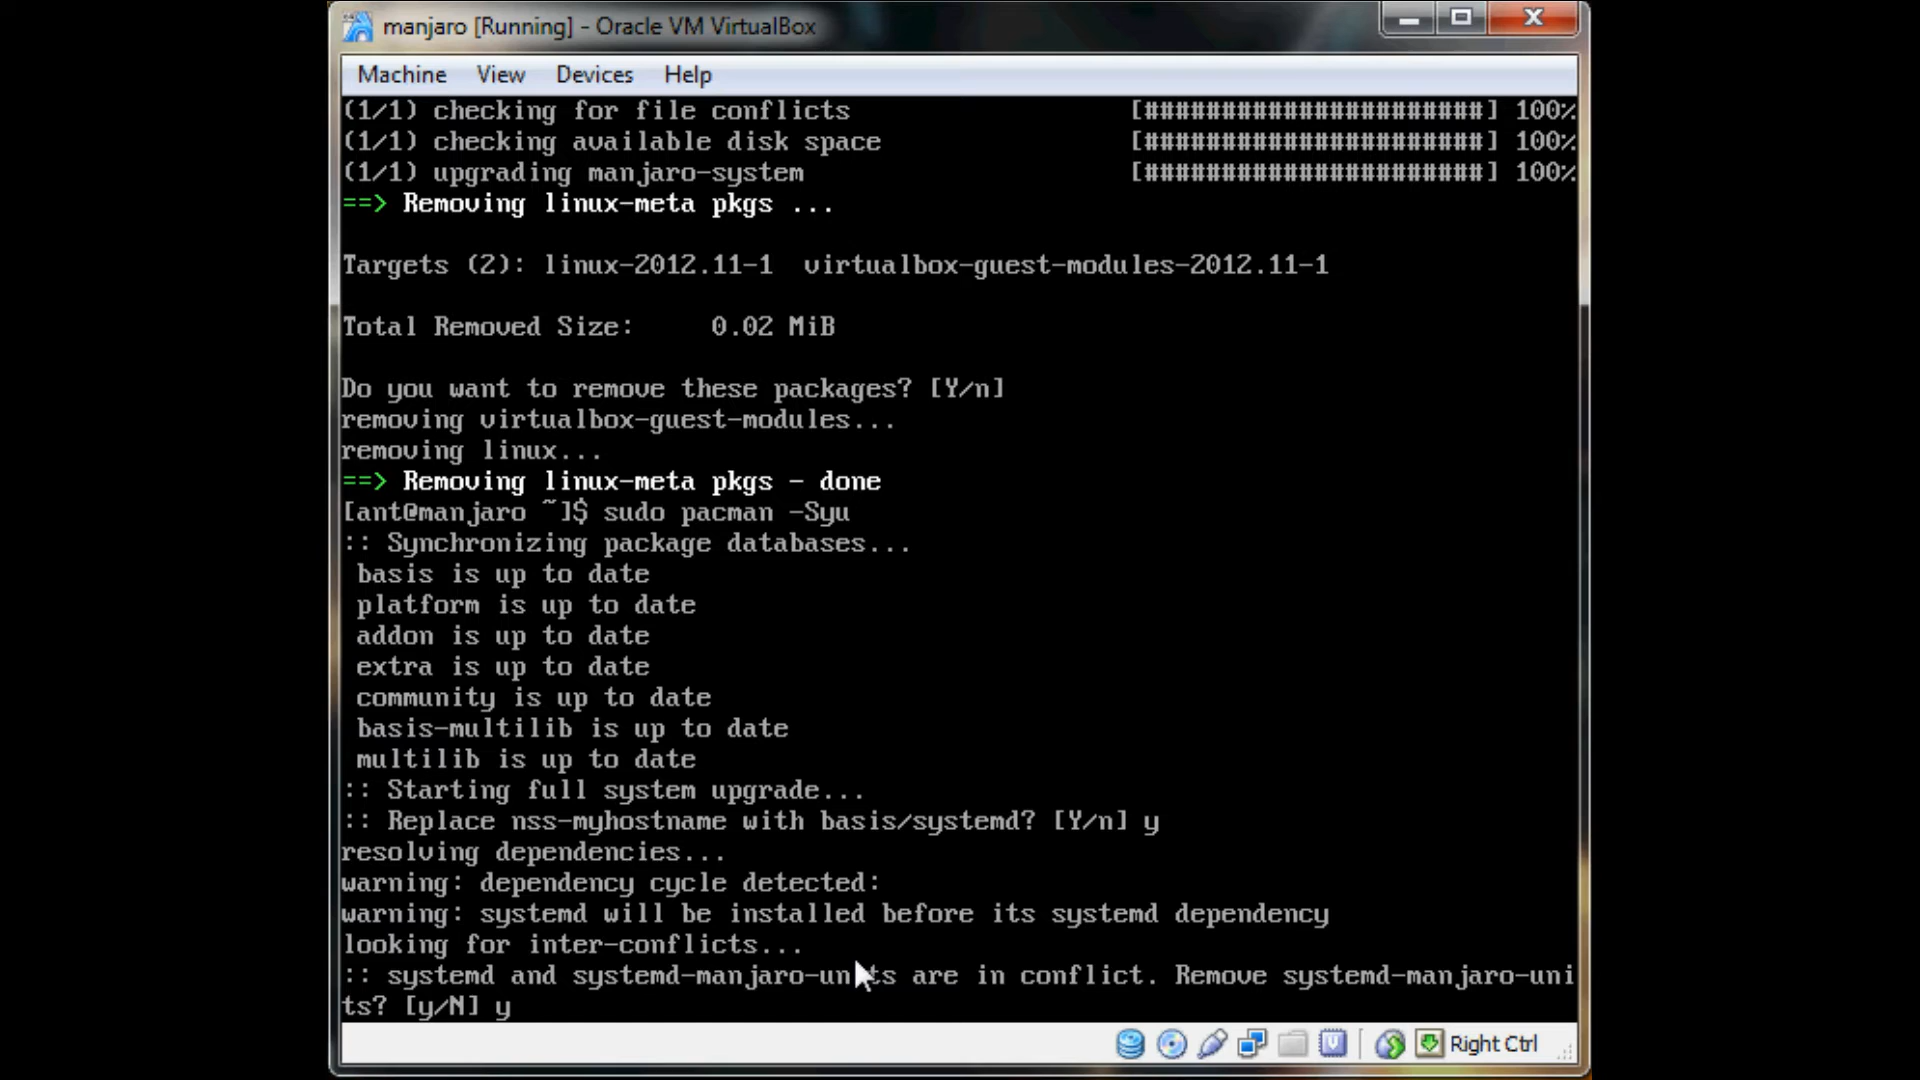 manjaro [Running] - Oracle VM VirtualBox
Machine View Devices Help
(1/1) checking for file conflicts [######################] 100%
(1/1) checking available disk space [######################] 100%
(1/1) upgrading manjaro-system [######################] 100%
==> Removing linux-meta pkgs ...
Targets (2): linux-2012.11-1 virtualbox-guest-modules-2012.11-1
Total Removed Size: 0.02 MiB
Do you want to remove these packages? [Y/n]
removing virtualbox-guest-modules...
removing linux...
==> Removing linux-meta pkgs - done
[ant@manjaro ~]$ sudo pacman -Syu
:: Synchronizing package databases...
basis is up to date
platform is up to date
addon is up to date
extra is up to date
community is up to date
basis-multilib is up to date
multilib is up to date
:: Starting full system upgrade...
:: Replace nss-myhostname with basis/systemd? [Y/n] y
resolving dependencies...
warning: dependency cycle detected:
warning: systemd will be installed before its systemd dependency
looking for inter-conflicts...
:: systemd and systemd-manjaro-units are in conflict. Remove systemd-manjaro-uni
ts? [y/N] y
Right Ctrl